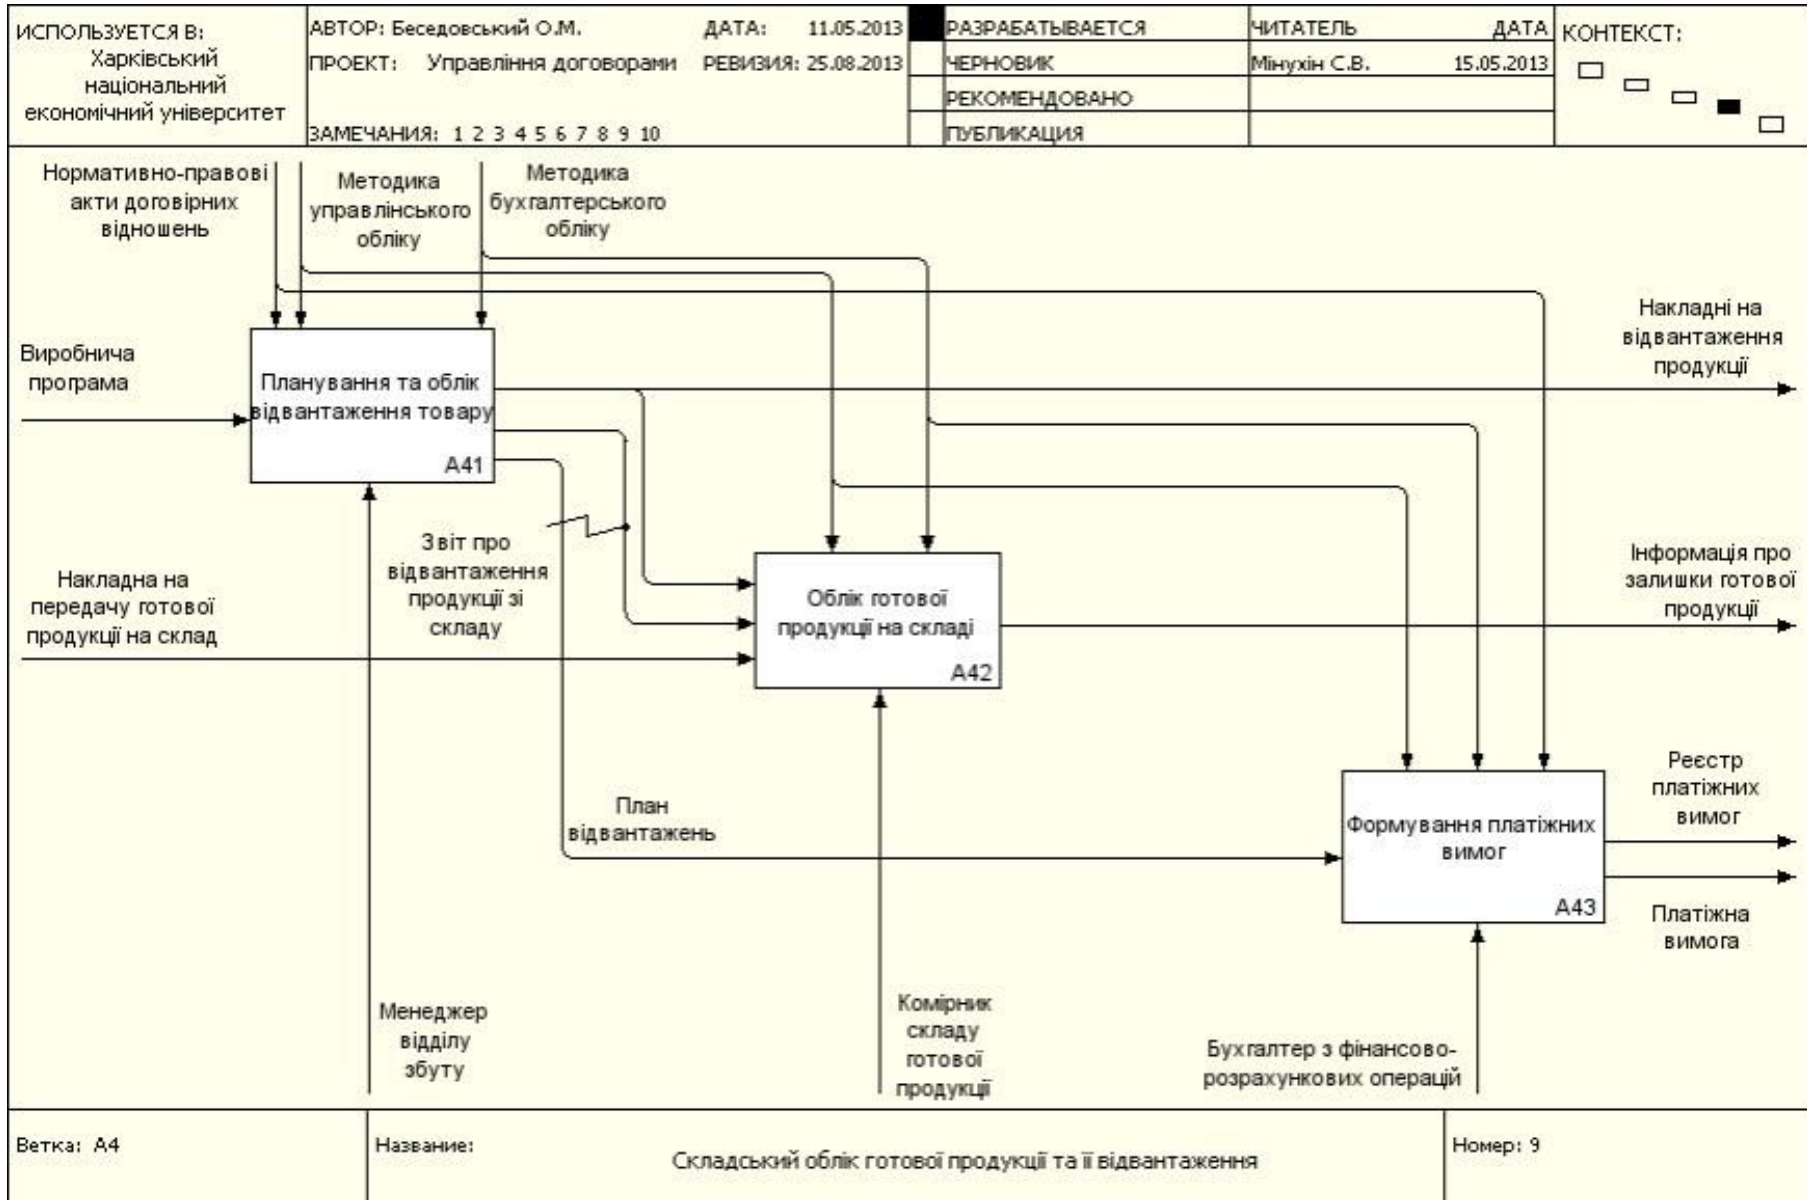 ИСПОЛЬЗУЕТСЯ В:
Харківський
національний
економічний університет
АВТОР: Беседовський О.М.
ДАТА: 11.05.2013
ПРОЕКТ: Управління договорами
РЕВИЗИЯ: 25.08.2013
ЗАМЕЧАНИЯ: 1 2 3 4 5 6 7 8 9 10
РАЗРАБАТЫВАЕТСЯ
ЧЕРНОВИК
РЕКОМЕНДОВАНО
ПУБЛИКАЦИЯ
ЧИТАТЕЛЬ ДАТА
Мінухін С.В. 15.05.2013
КОНТЕКСТ:
Нормативно-правові
акти договірних
відношень
Методика
управлінського
обліку
Методика
бухгалтерського
обліку
Накладні на
відвантаження
продукції
Виробнича
програма
Планування та облік
відвантаження товару
A41
Звіт про
відвантаження
продукції зі
складу
Накладна на
передачу готової
продукції на склад
Облік готової
продукції на складі
A42
Інформація про
залишки готової
продукції
План
відвантажень
Формування платіжних
вимог
A43
Реєстр
платіжних
вимог
Платіжна
вимога
Менеджер
відділу
збуту
Комірник
складу
готової
продукції
Бухгалтер з фінансово-
розрахункових операцій
Ветка: A4
Название:
Складський облік готової продукції та її відвантаження
Номер: 9